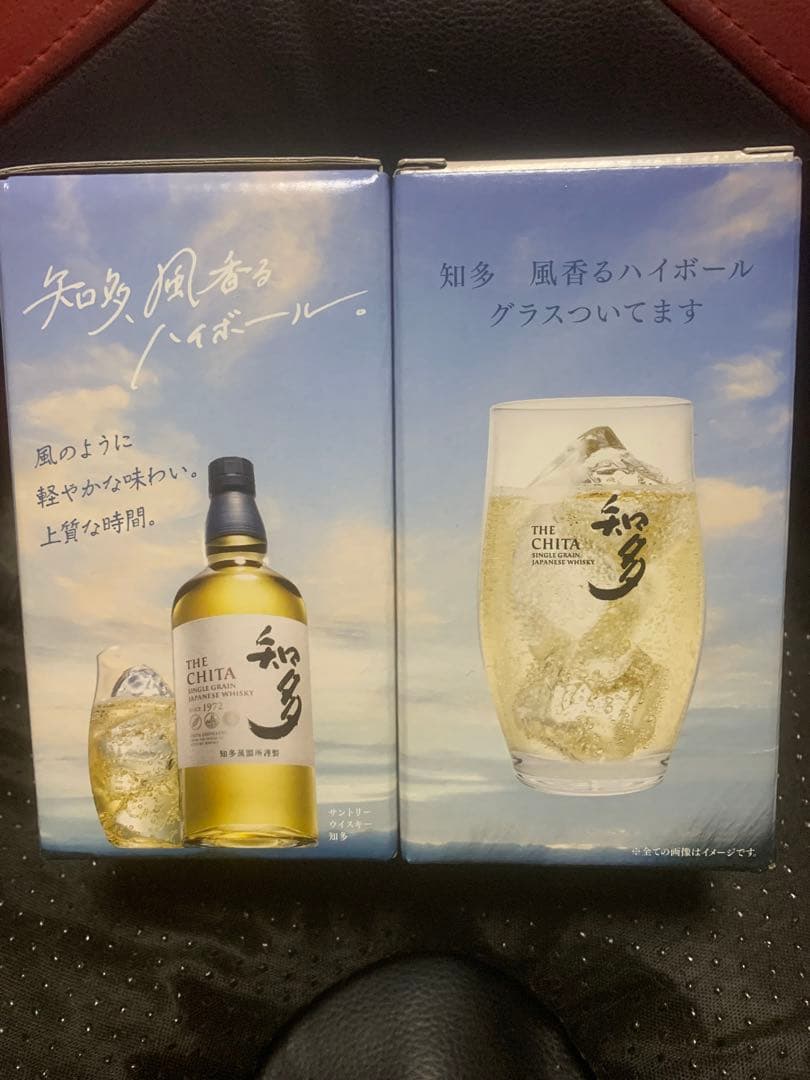 知多、風香る
ハイボール。
風のように
軽やかな味わい。
上質な時間。
THE
CHITA
SINGLE GRAIN
JAPANESE WHISKY
SINCE 1972
知多
知多蒸溜所謹製
サントリー
ウイスキー
知多
知多 風香るハイボール
グラスついてます
THE
CHITA
SINGLE GRAIN
JAPANESE WHISKY
知多
※全ての画像はイメージです。